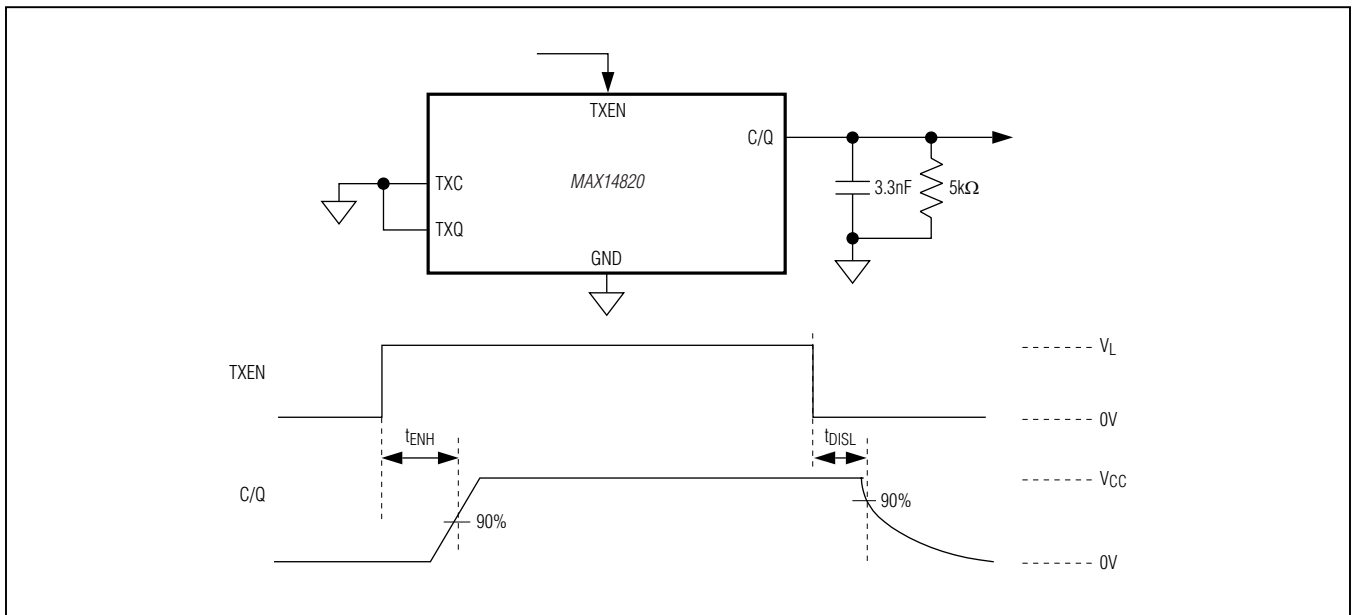 TXEN
C/Q
TXC
MAX14820
3.3nF
5kΩ
TXQ
GND
VL
TXEN
0V
tENH
tDISL
VCC
C/Q
90%
90%
0V